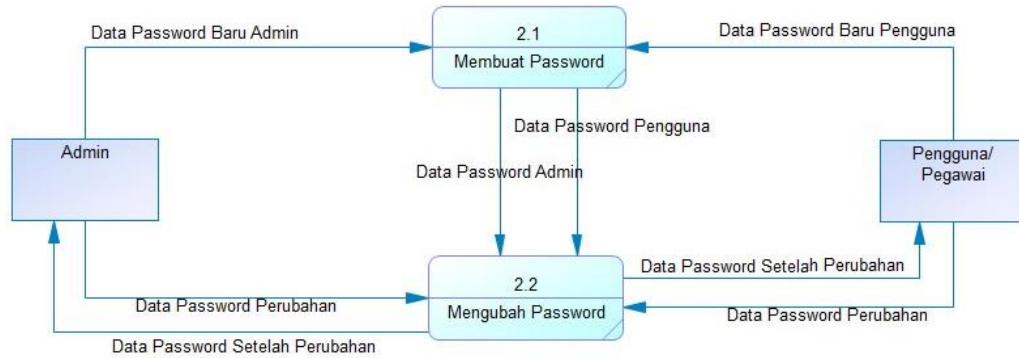 Data Password Baru Admin
2.1
Membuat Password
Data Password Baru Pengguna
Data Password Pengguna
Admin
Pengguna/
Pegawai
Data Password Admin
Data Password Setelah Perubahan
2.2
Mengubah Password
Data Password Perubahan
Data Password Perubahan
Data Password Setelah Perubahan